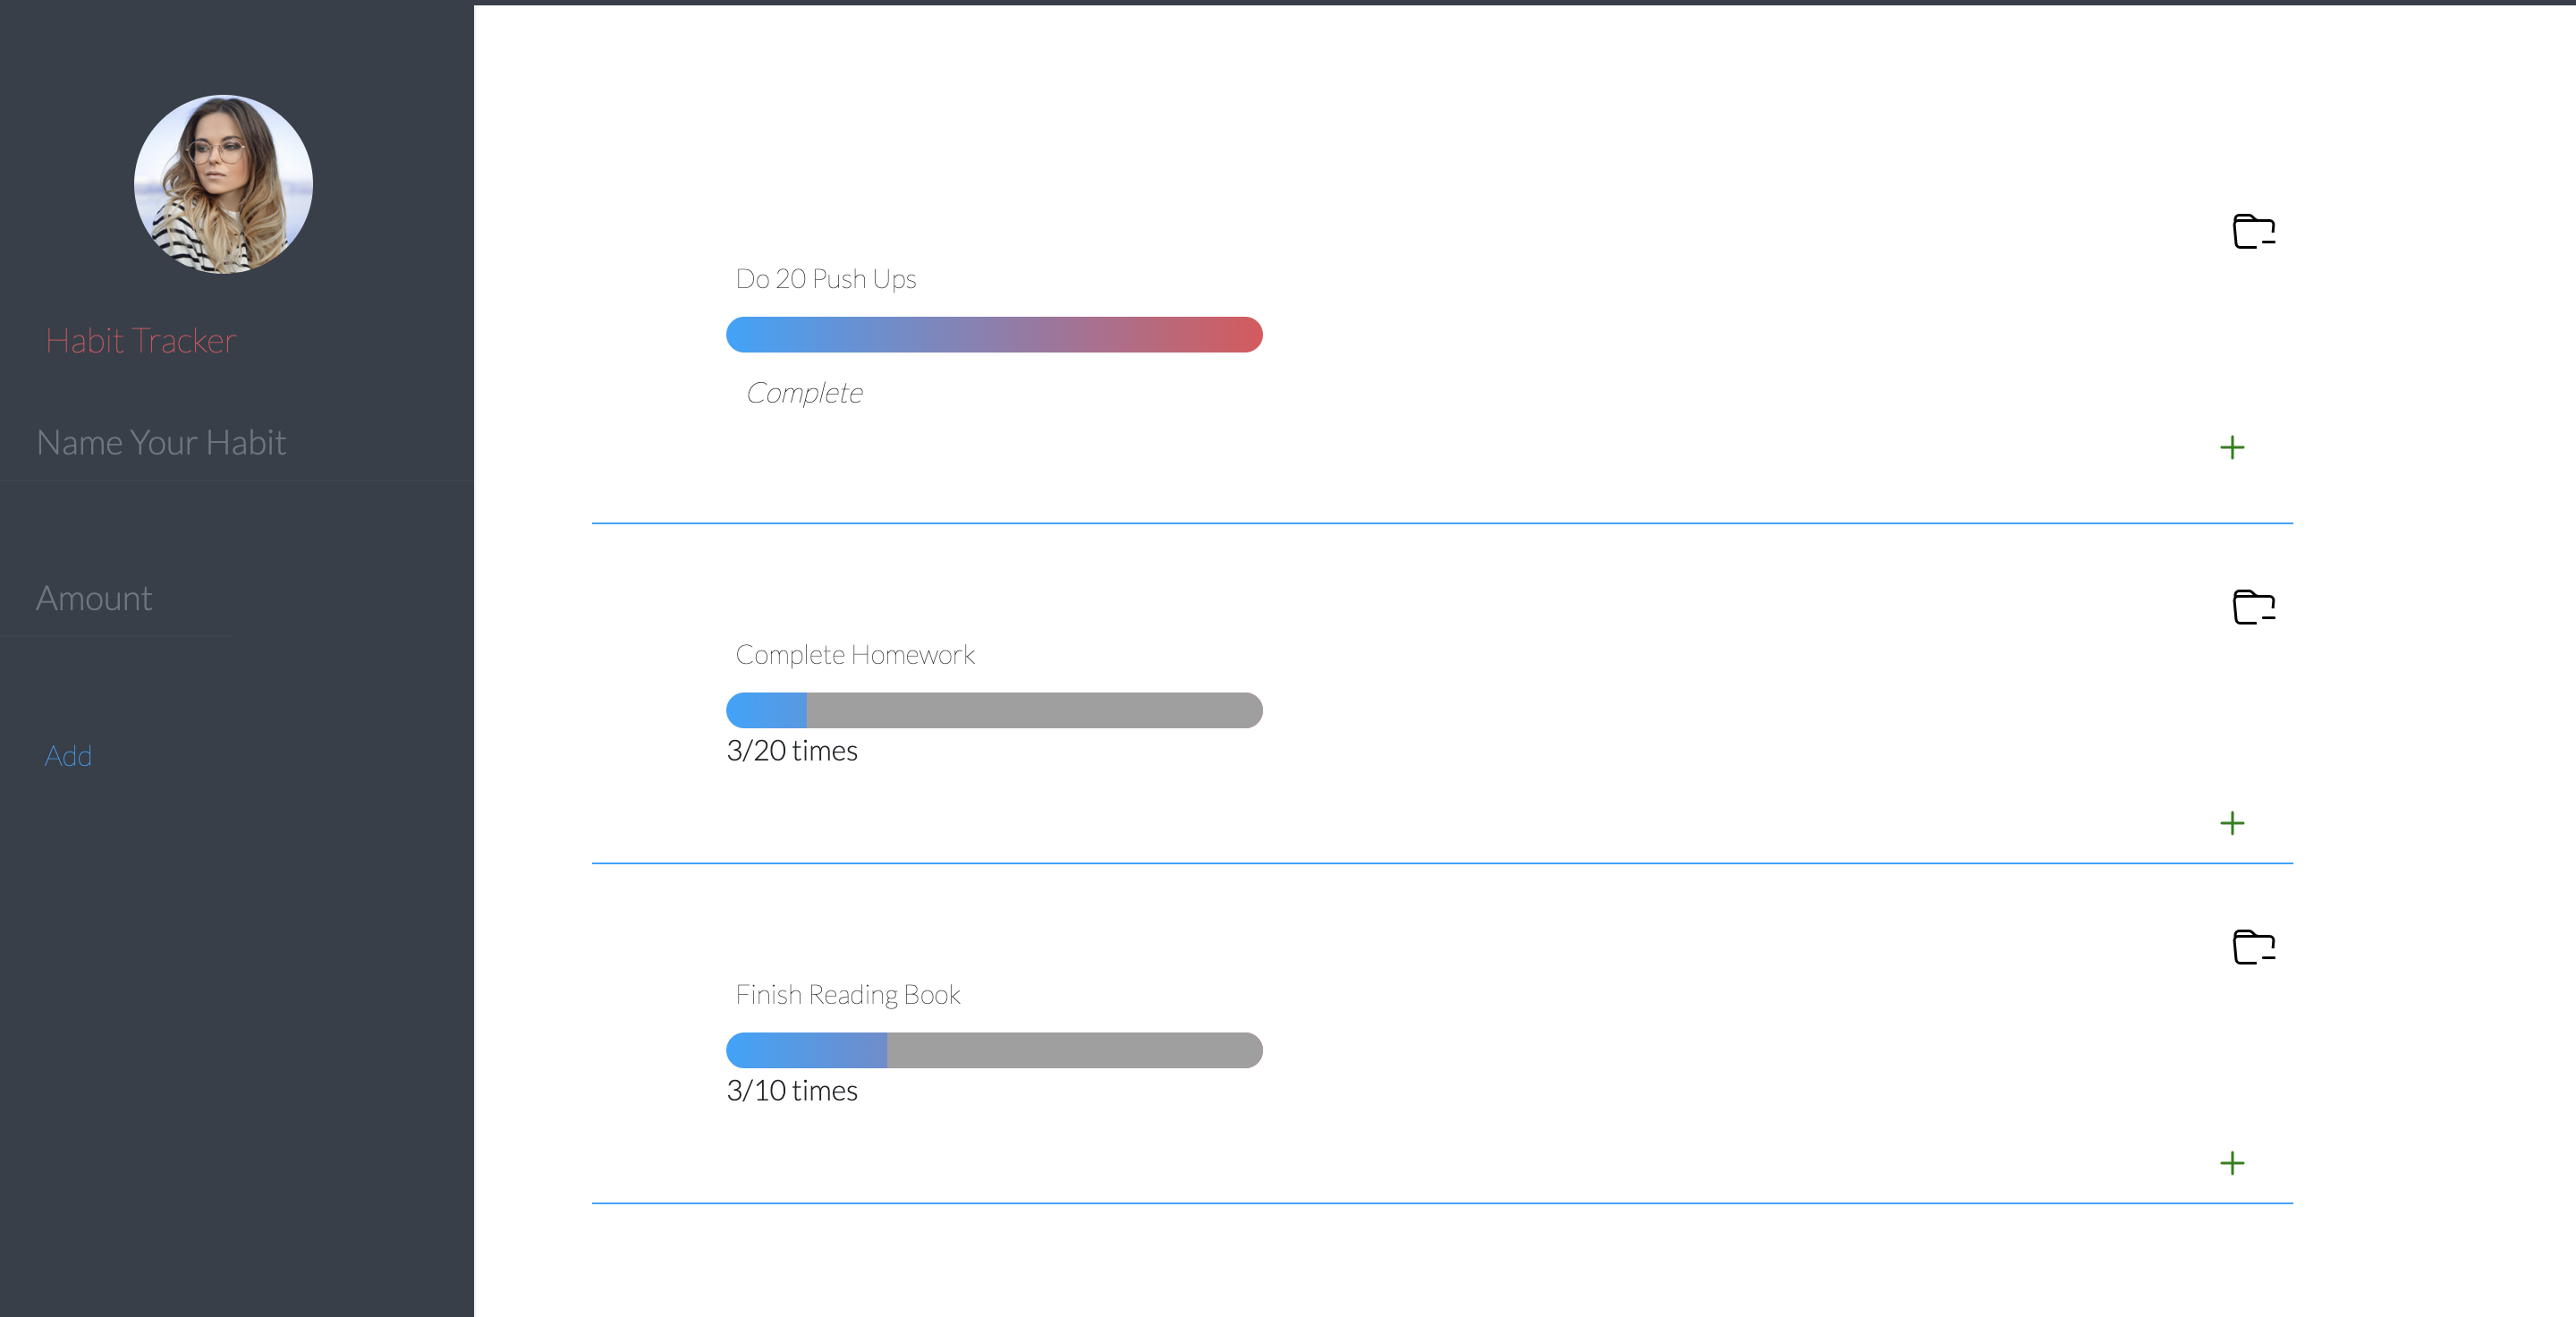 Habit Tracker
Name Your Habit
Amount
Add
Do 20 Push Ups
Complete
Complete Homework
3/20 times
Finish Reading Book
3/10 times